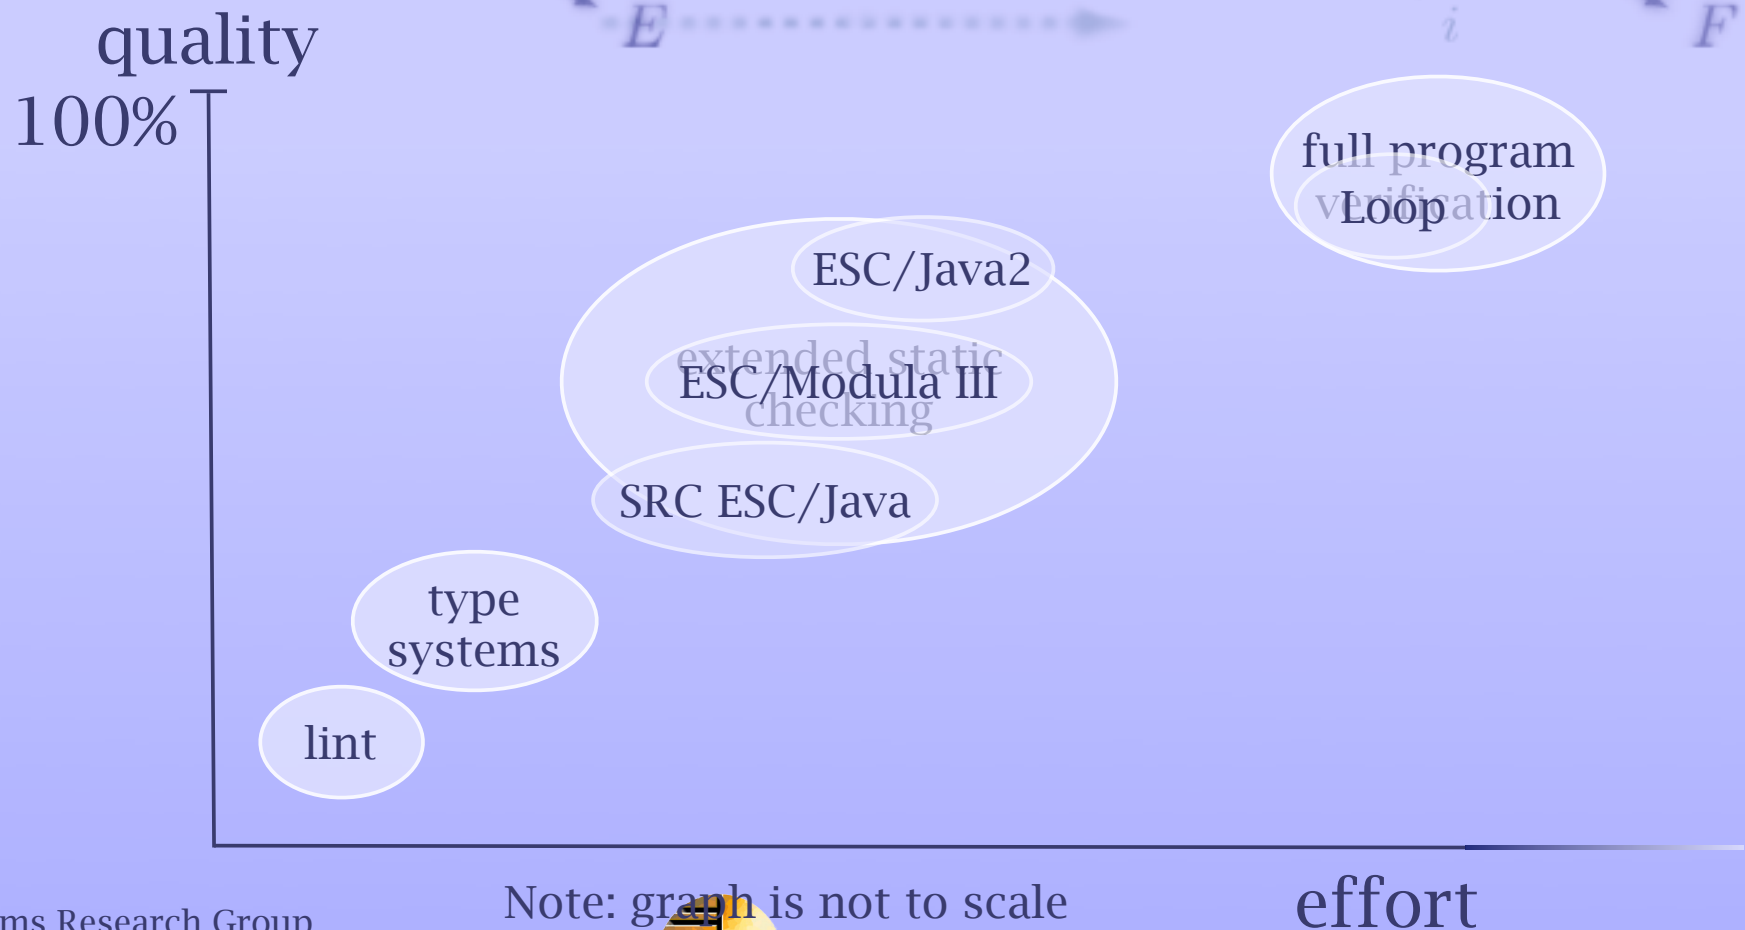 E
i
F
quality
100%
full program
verification
Loop
ESC/Java2
extended static
ESC/Modula III
checking
SRC ESC/Java
type
systems
lint
Note: graph is not to scale
effort
ms Research Group